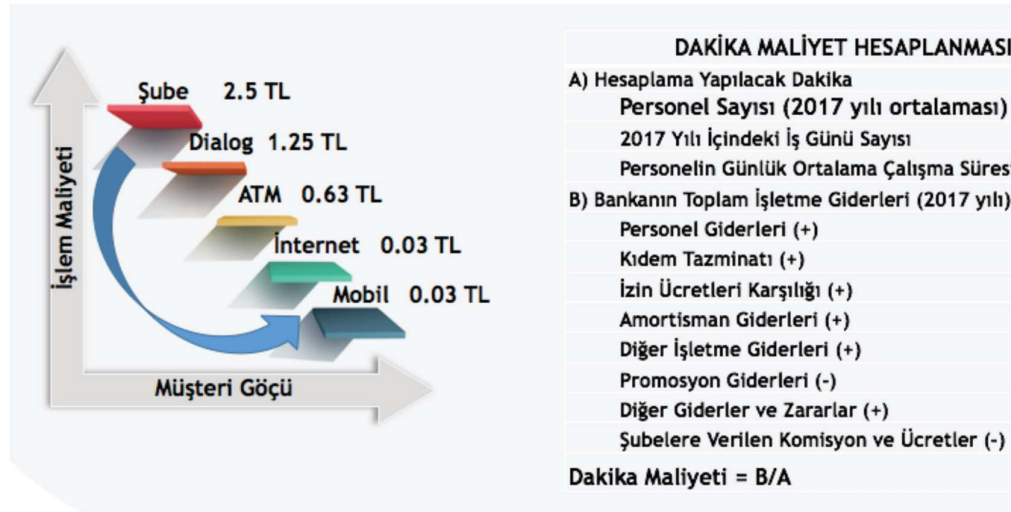 Şube 2.5 TL
Dialog 1.25 TL
ATM 0.63 TL
İnternet 0.03 TL
Mobil 0.03 TL
İşlem Maliyeti
Müşteri Göçü
DAKİKA MALİYET HESAPLANMASI
A) Hesaplama Yapılacak Dakika
Personel Sayısı (2017 yılı ortalaması)
2017 Yılı İçindeki İş Günü Sayısı
Personelin Günlük Ortalama Çalışma Süres
B) Bankanın Toplam İşletme Giderleri (2017 yılı)
Personel Giderleri (+)
Kıdem Tazminatı (+)
İzin Ücretleri Karşılığı (+)
Amortisman Giderleri (+)
Diğer İşletme Giderleri (+)
Promosyon Giderleri (-)
Diğer Giderler ve Zararlar (+)
Şubelere Verilen Komisyon ve Ücretler (-)
Dakika Maliyeti = B/A